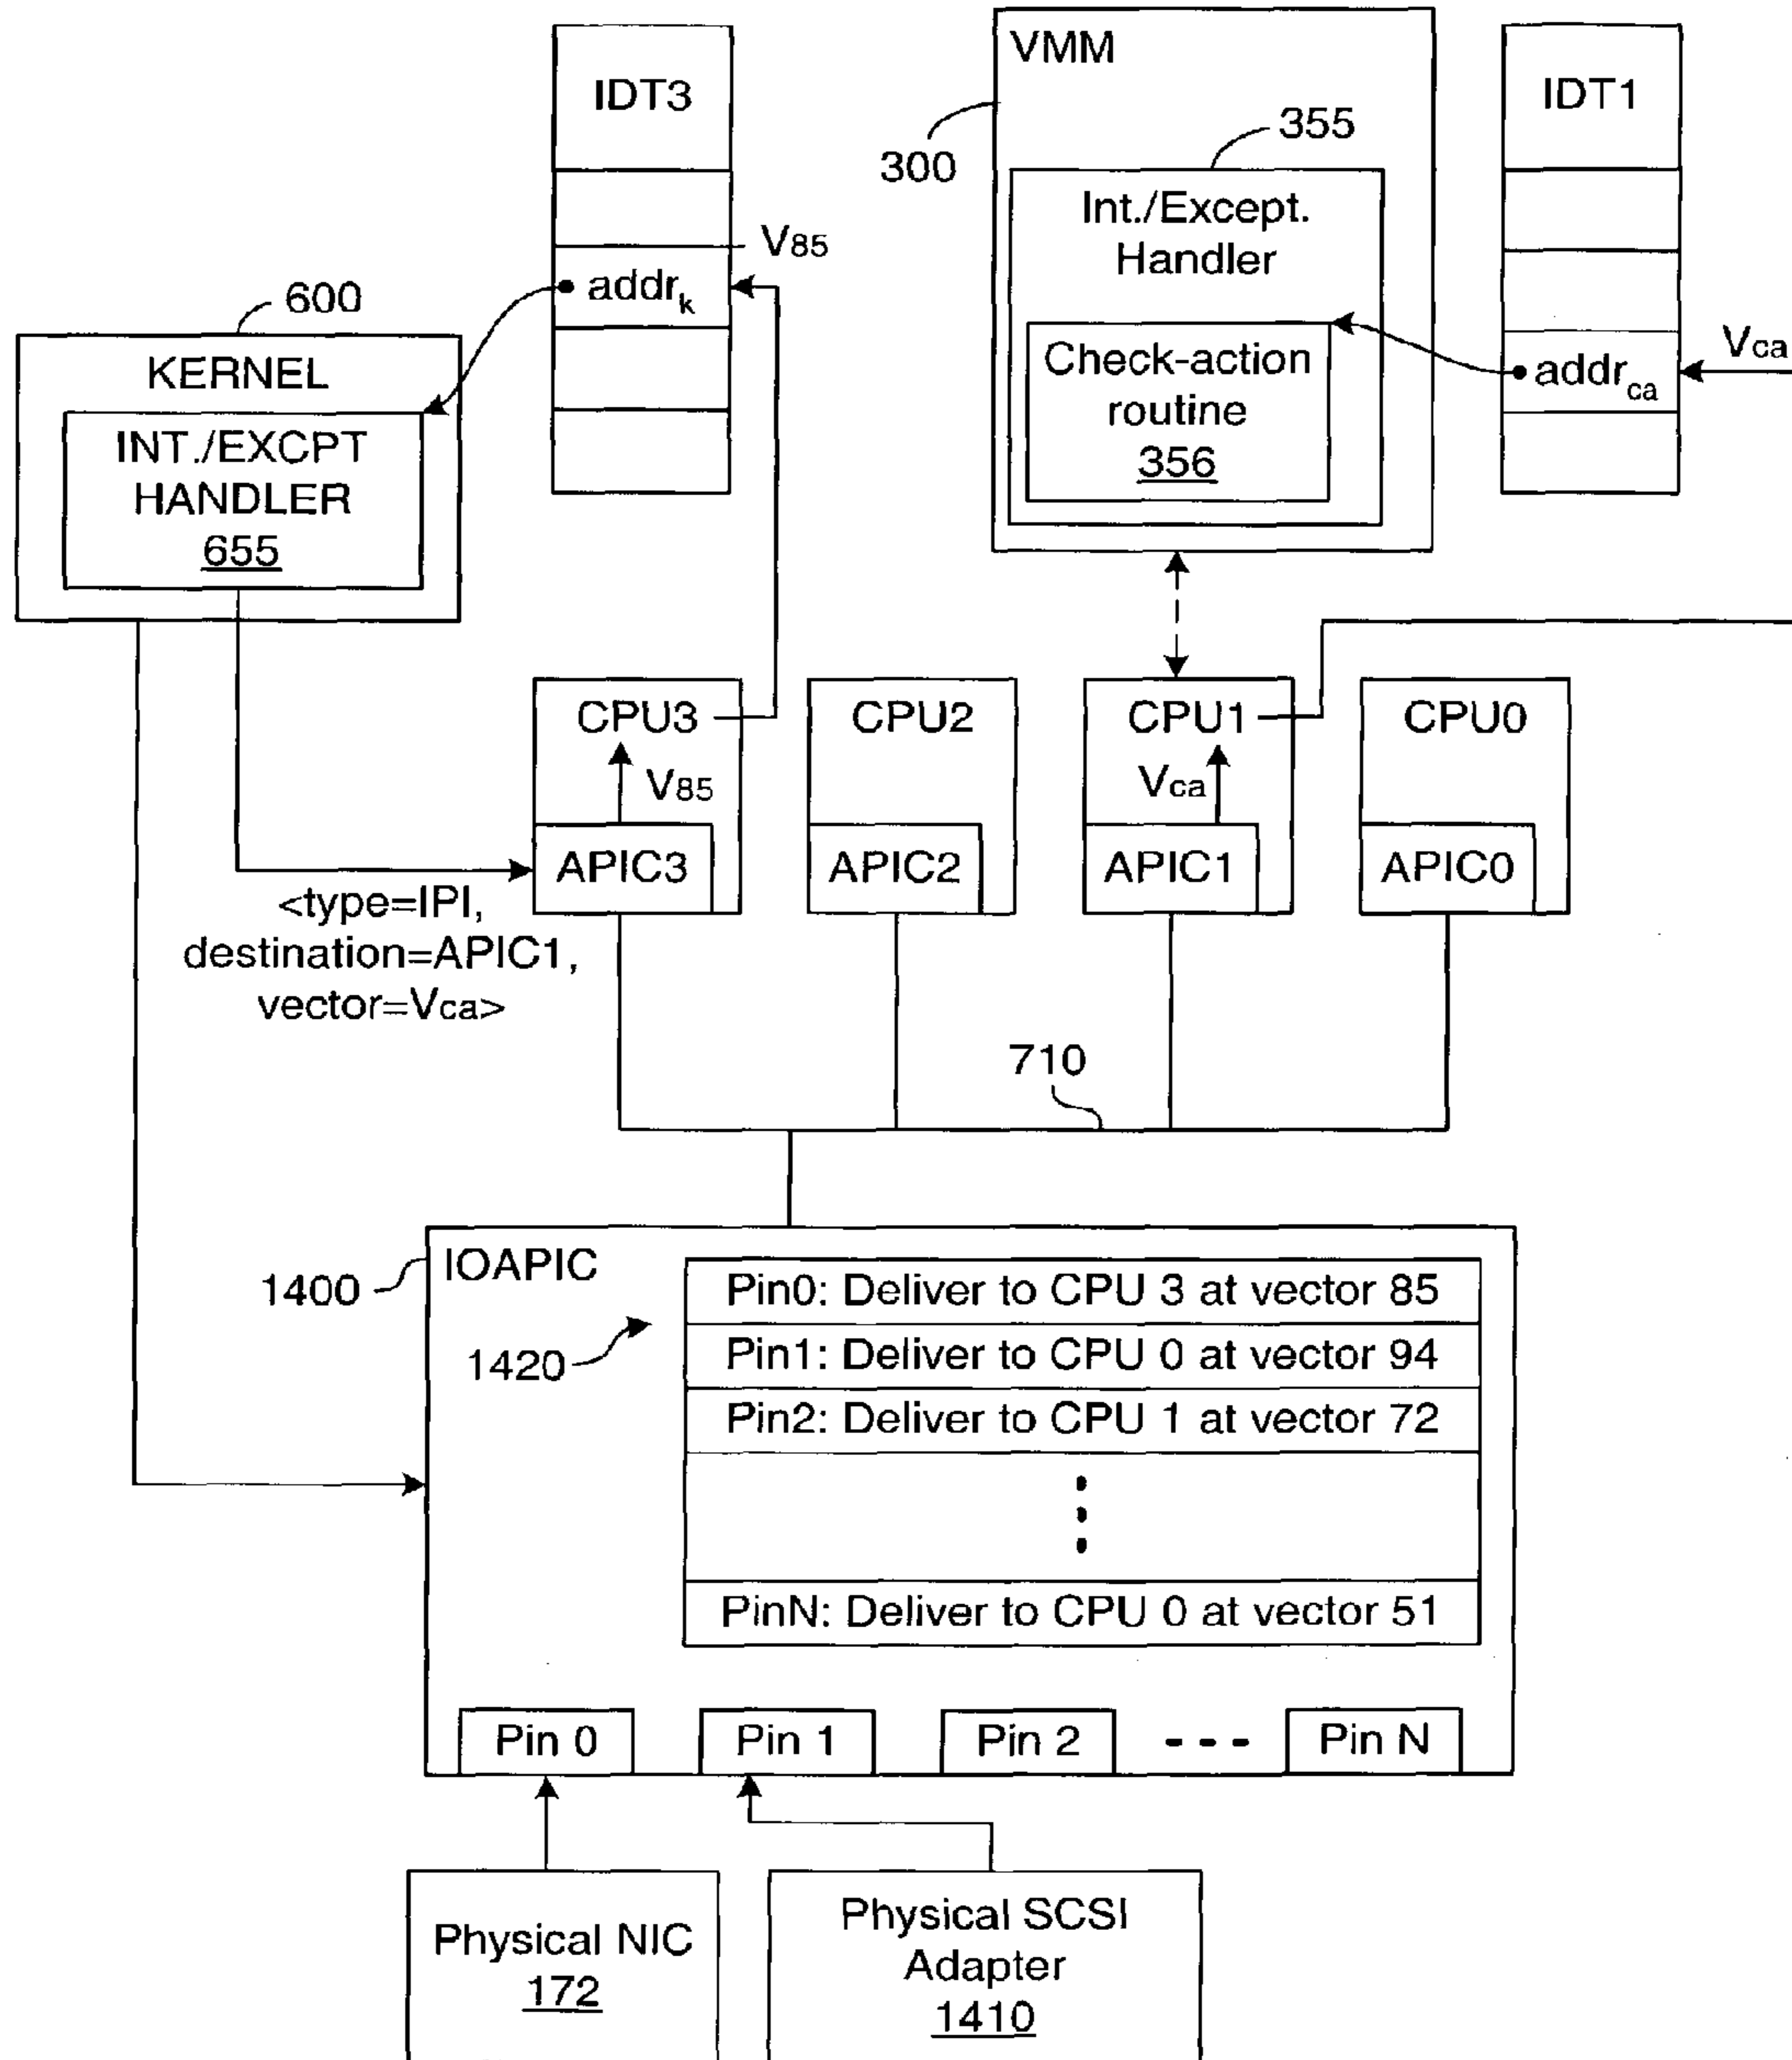 IDT3
VMM
IDT1
355
300
Int./Except.
Handler
V85
addrk
600
KERNEL
INT./EXCPT
HANDLER
655
Check-action
routine
356
Vca
addrca
CPU3
CPU2
CPU1
CPU0
V85
Vca
APIC3
APIC2
APIC1
APIC0
<type=IPI,
destination=APIC1,
vector=Vca>
710
IOAPIC
1400
1420
Pin0: Deliver to CPU 3 at vector 85
Pin1: Deliver to CPU 0 at vector 94
Pin2: Deliver to CPU 1 at vector 72
PinN: Deliver to CPU 0 at vector 51
Pin 0
Pin 1
Pin 2
Pin N
Physical NIC
172
Physical SCSI
Adapter
1410